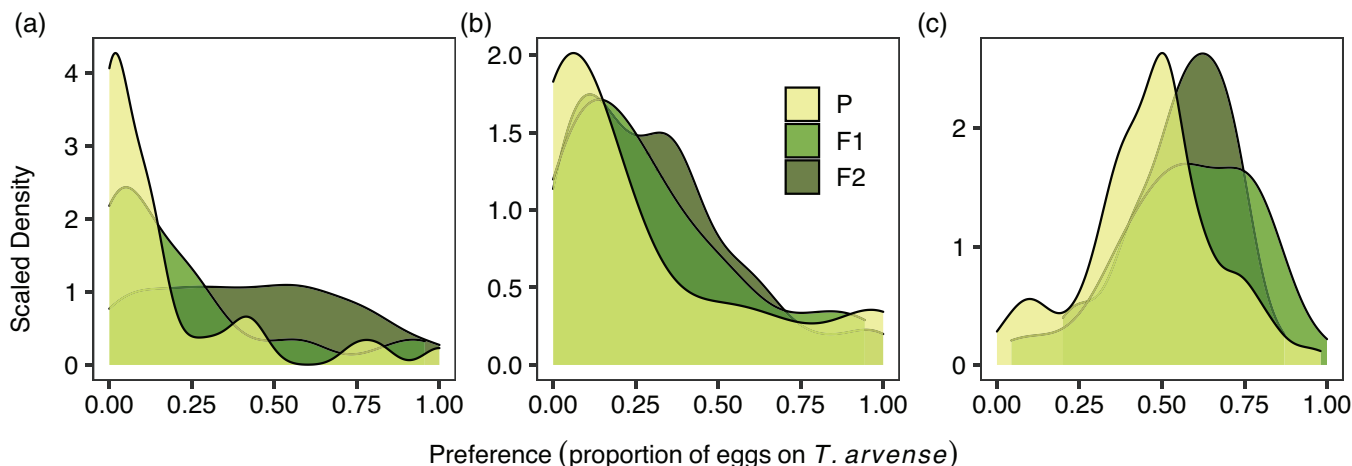 (a)
(b)
(c)
Scaled Density
4
3
2
1
0
0.00 0.25 0.50 0.75 1.00
2.0
1.5
1.0
0.5
0.0
0.00 0.25 0.50 0.75 1.00
P
F1
F2
2
1
0
0.00 0.25 0.50 0.75 1.00
Preference (proportion of eggs on T. arvense)